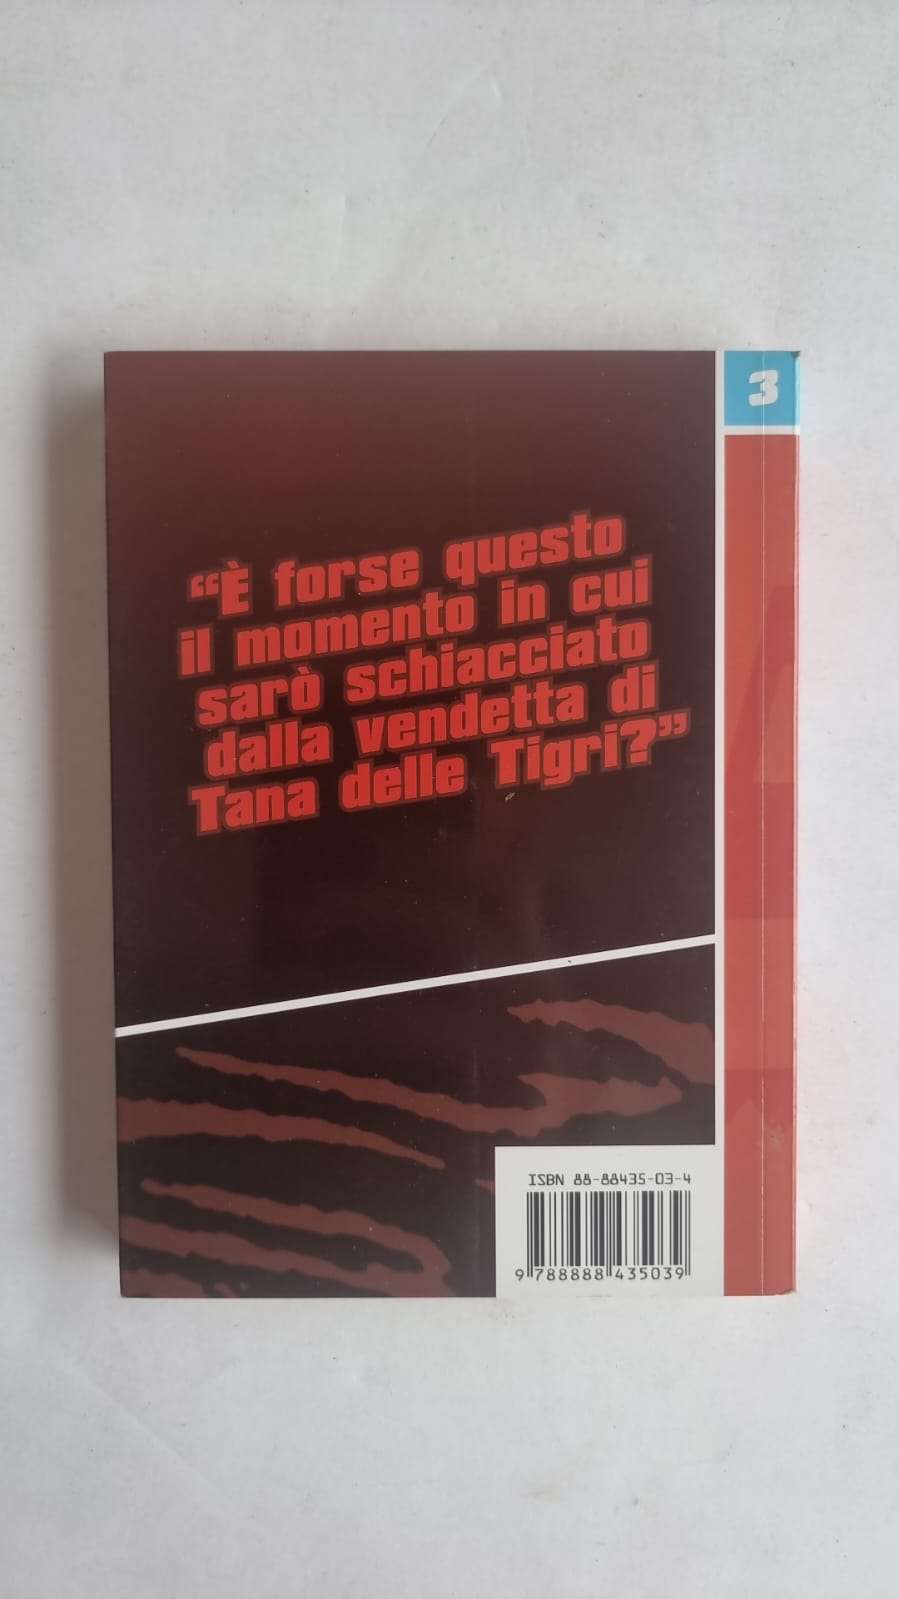 3
“È forse questo
il momento in cui
sarò schiacciato
dalla vendetta di
Tana delle Tigri?”
ISBN 88-88435-03-4
9 788888 435039